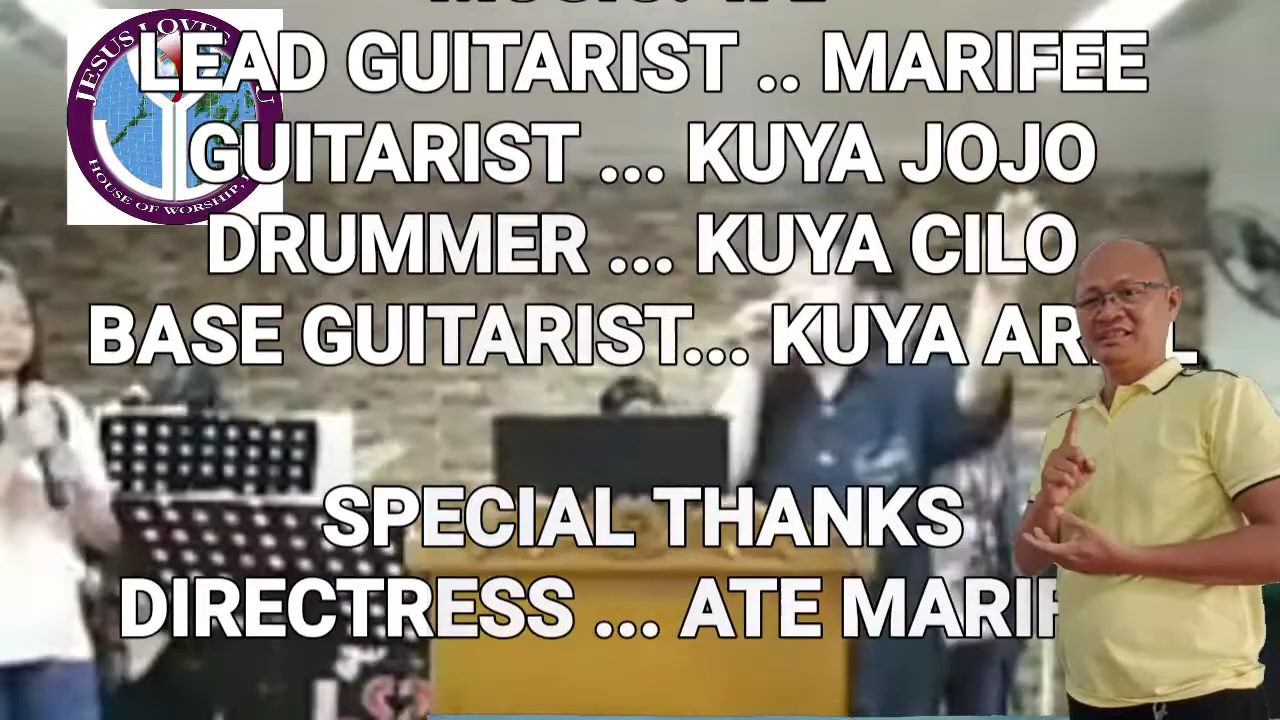 JESUS LOVES
HOUSE OF WORSHIP,
LEAD GUITARIST .. MARIFEE
GUITARIST ... KUYA JOJO
DRUMMER ... KUYA CILO
BASE GUITARIST... KUYA
SPECIAL THANKS
DIRECTRESS ... ATE